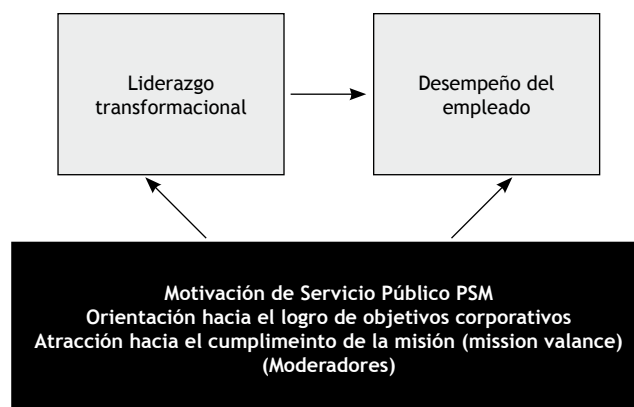 Liderazgo
transformacional
Desempeño del
empleado
Motivación de Servicio Público PSM
Orientación hacia el logro de objetivos corporativos
Atracción hacia el cumplimeinto de la misión (mission valance)
(Moderadores)